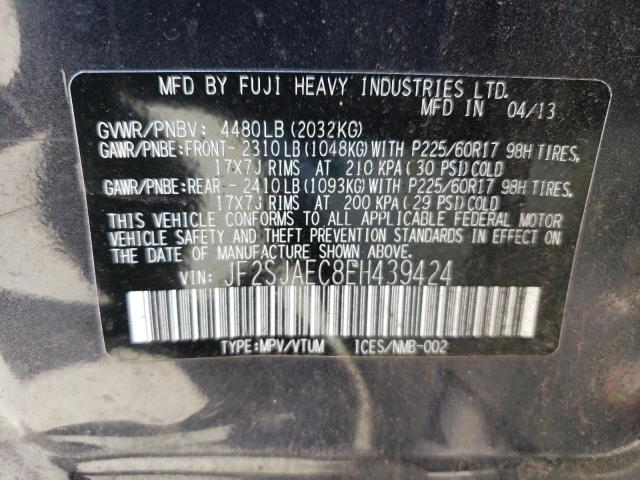 MFD BY FUJI HEAVY INDUSTRIES LTD.
MFD IN 04/13
GVWR/PNBV: 4480LB(2032KG)
GAWR/PNBE:FRONT- 2310LB(1048KG)WITH P225/60R17 98H TIRES,
17X7J RIMS AT 210 KPA(30 PSI)COLD
GAWR/PNBE:REAR- 2410LB(1093KG)WITH P225/60R17 98H TIRES,
17X7J RIMS AT 200 KPA(29 PSI)COLD
THIS VEHICLE CONFORMS TO ALL APPLICABLE FEDERAL MOTOR
VEHICLE SAFETY AND THEFT PREVENTION STANDARDS IN EFFECT ON
THE DATE OF MANUFACTURE SHOWN ABOVE.
VIN: JF2SJAEC8EH439424
TYPE:MPV/VTUM ICES/NMB-002